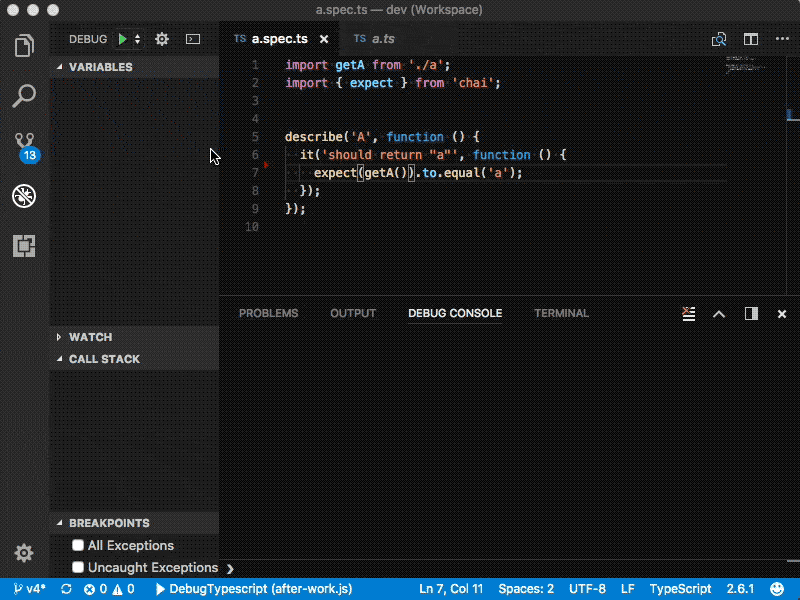 a.spec.ts — dev (Workspace)
DEBUG
TS a.spec.ts
TS a.ts
VARIABLES
13
WATCH
CALL STACK
BREAKPOINTS
All Exceptions
Uncaught Exceptions
1 import getA from './a';
2 import { expect } from 'chai';
3
4
5 describe('A', function () {
6 it('should return "a"', function () {
7 expect(getA()).to.equal('a');
8 });
9 });
10
PROBLEMS OUTPUT DEBUG CONSOLE TERMINAL
v4* 0 0 DebugTypescript (after-work.js) Ln 7, Col 11 Spaces: 2 UTF-8 LF TypeScript 2.6.1